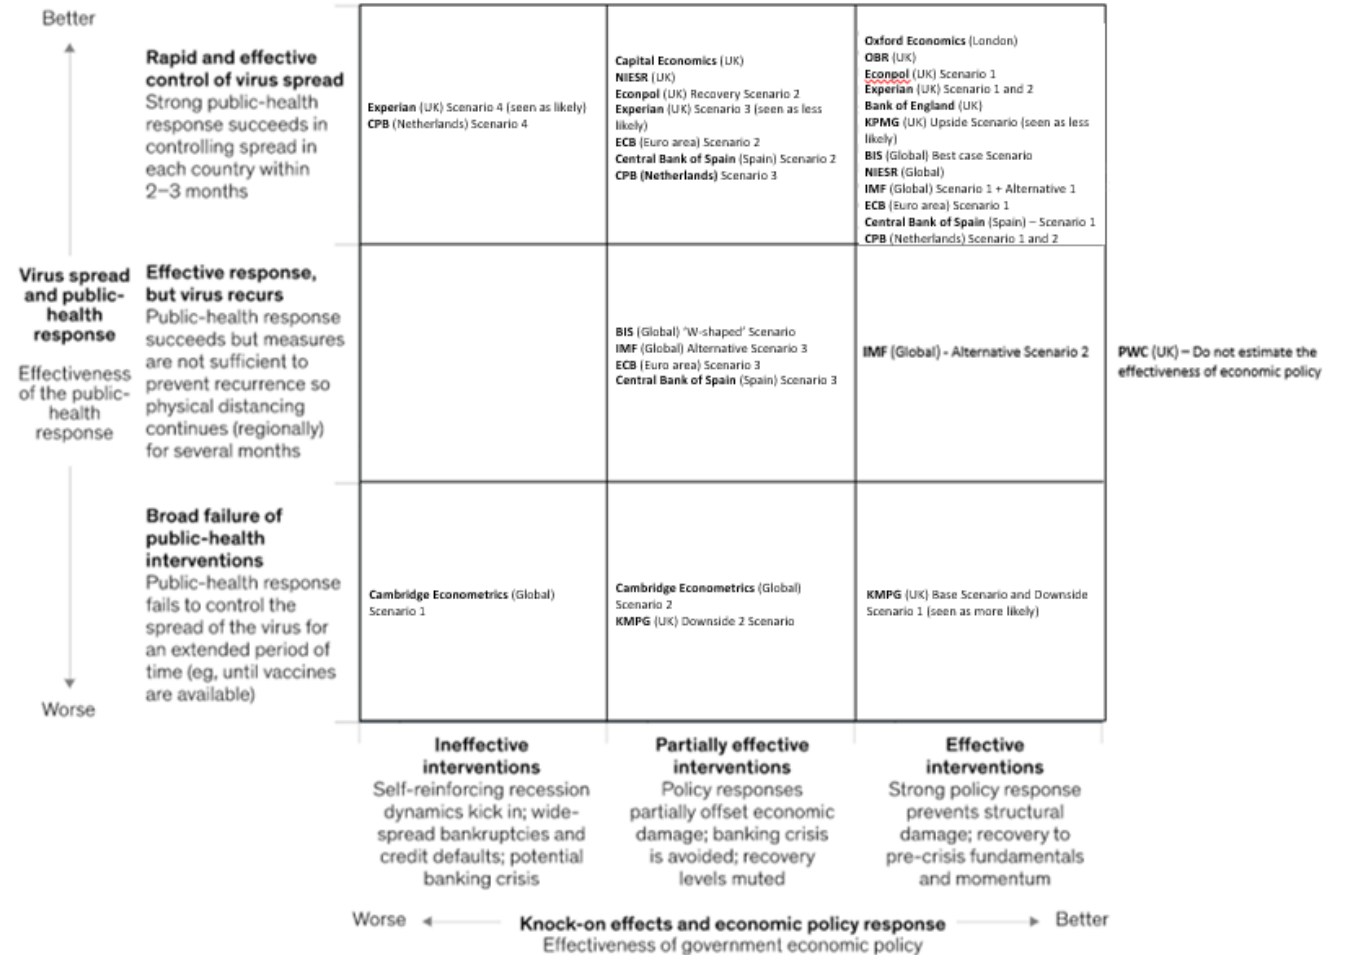 Better
Rapid and effective
control of virus spread
Strong public-health
response succeeds in
controlling spread in
each country within
2–3 months
Experian (UK) Scenario 4 (seen as likely)
CPB (Netherlands) Scenario 4
Capital Economics (UK)
NIESR (UK)
Econpol (UK) Recovery Scenario 2
Experian (UK) Scenario 3 (seen as less
likely)
ECB (Euro area) Scenario 2
Central Bank of Spain (Spain) Scenario 2
CPB (Netherlands) Scenario 3
Oxford Economics (London)
OBR (UK)
Econpol (UK) Scenario 1
Experian (UK) Scenario 1 and 2
Bank of England (UK)
KPMG (UK) Upside Scenario (seen as less
likely)
BIS (Global) Best case Scenario
NIESR (Global)
IMF (Global) Scenario 1 + Alternative 1
ECB (Euro area) Scenario 1
Central Bank of Spain (Spain) – Scenario 1
CPB (Netherlands) Scenario 1 and 2
Virus spread
and public-
health
response
Effectiveness
of the public-
health
response
Effective response,
but virus recurs
Public-health response
succeeds but measures
are not sufficient to
prevent recurrence so
physical distancing
continues (regionally)
for several months
BIS (Global) 'W-shaped' Scenario
IMF (Global) Alternative Scenario 3
ECB (Euro area) Scenario 3
Central Bank of Spain (Spain) Scenario 3
IMF (Global) - Alternative Scenario 2
PWC (UK) – Do not estimate the
effectiveness of economic policy
Broad failure of
public-health
interventions
Public-health response
fails to control the
spread of the virus for
an extended period of
time (eg, until vaccines
are available)
Worse
Cambridge Econometrics (Global)
Scenario 1
Cambridge Econometrics (Global)
Scenario 2
KMPG (UK) Downside 2 Scenario
KMPG (UK) Base Scenario and Downside
Scenario 1 (seen as more likely)
Ineffective
interventions
Self-reinforcing recession
dynamics kick in; wide-
spread bankruptcies and
credit defaults; potential
banking crisis
Partially effective
interventions
Policy responses
partially offset economic
damage; banking crisis
is avoided; recovery
levels muted
Effective
interventions
Strong policy response
prevents structural
damage; recovery to
pre-crisis fundamentals
and momentum
Worse
Knock-on effects and economic policy response
Better
Effectiveness of government economic policy